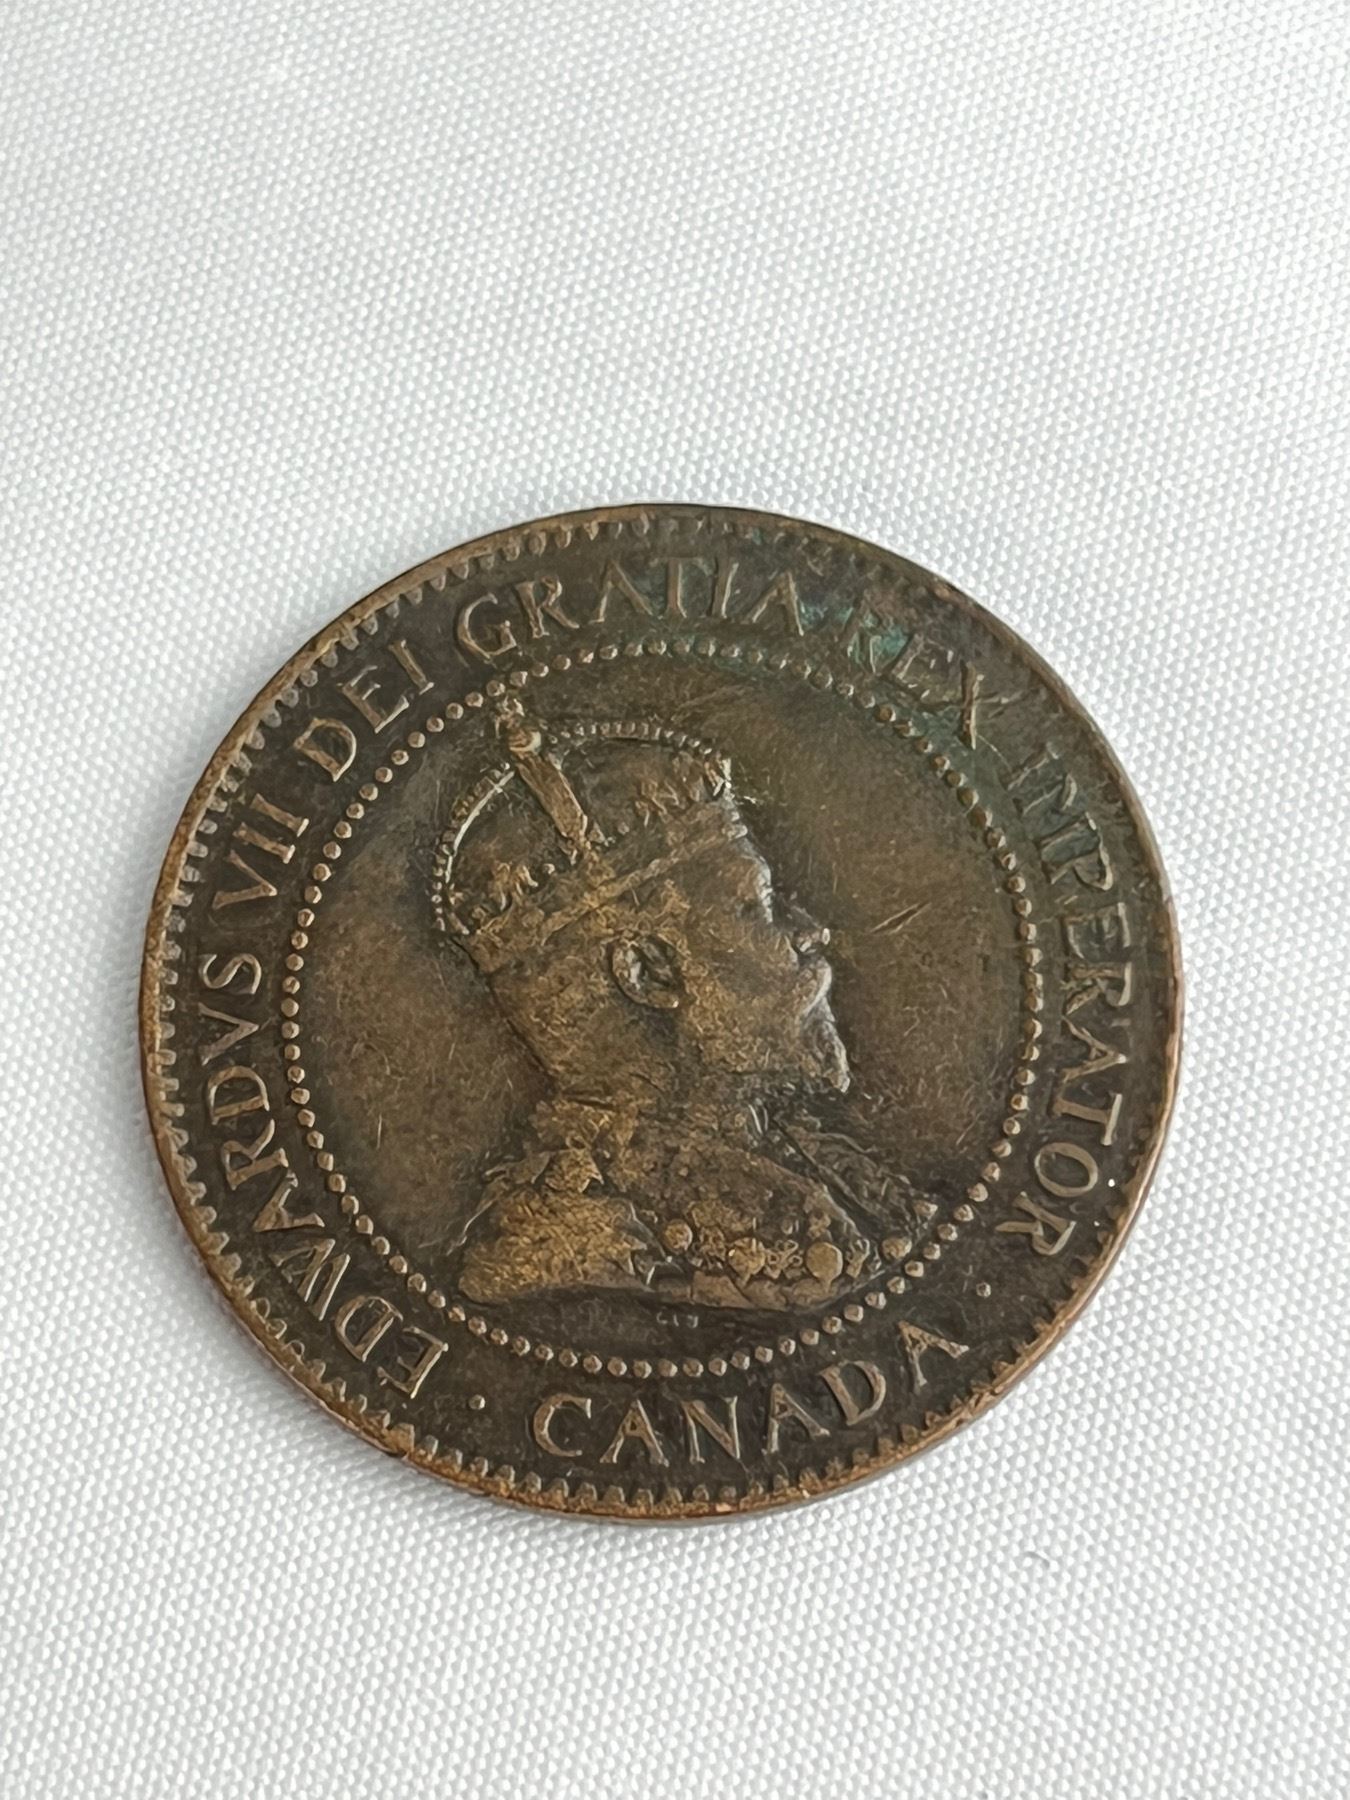 EDWARDVS VII DEI GRATIA REX IMPERATOR
· CANADA ·